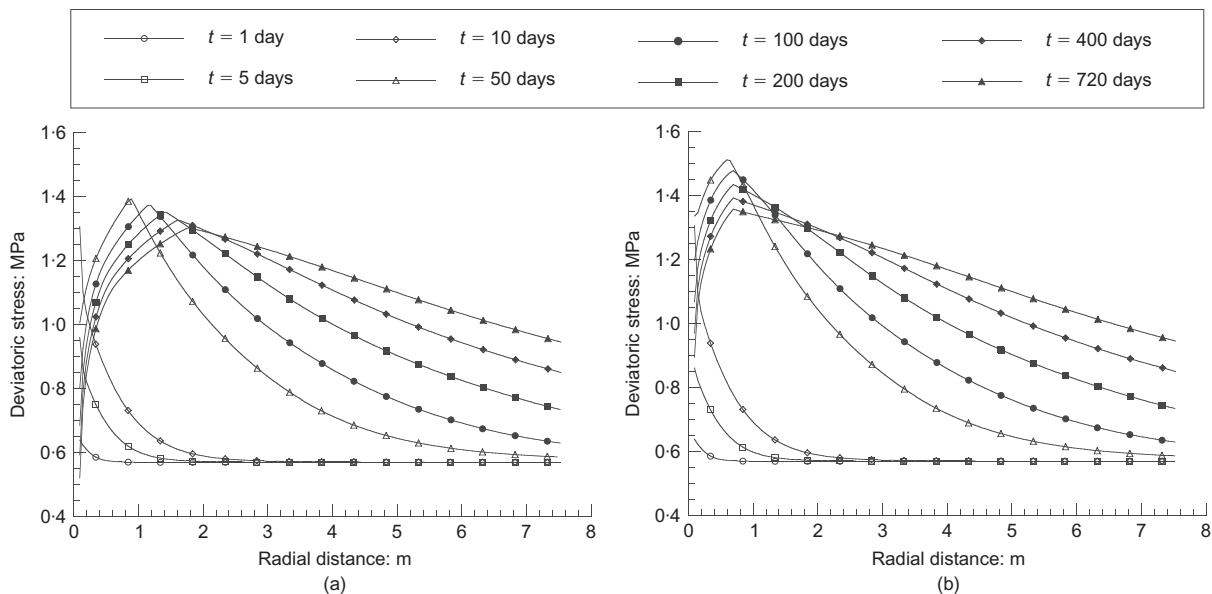 t = 1 day
t = 10 days
t = 100 days
t = 400 days
t = 5 days
t = 50 days
t = 200 days
t = 720 days
1·6
1·4
1·2
1·0
0·8
0·6
0·4
Deviatoric stress: MPa
0 1 2 3 4 5 6 7 8
Radial distance: m
(a)
1·6
1·4
1·2
1·0
0·8
0·6
0·4
Deviatoric stress: MPa
0 1 2 3 4 5 6 7 8
Radial distance: m
(b)